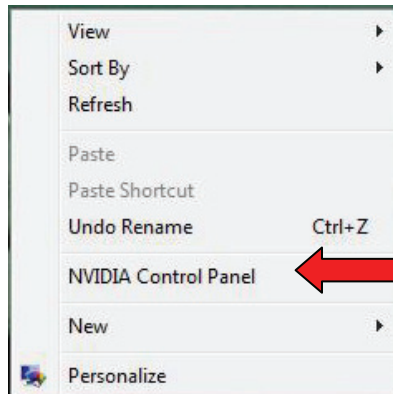 View
Sort By
Refresh
Paste
Paste Shortcut
Undo Rename Ctrl+Z
NVIDIA Control Panel
New
Personalize